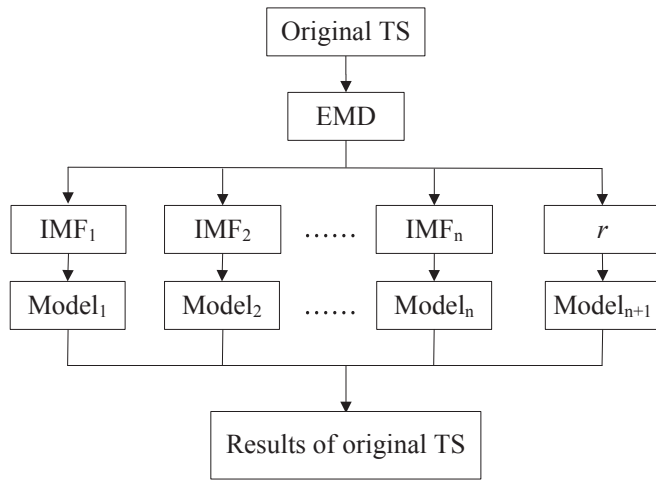 Original TS
EMD
IMF₁ IMF₂ ...... IMFₙ r
Model₁ Model₂ ...... Modelₙ Modelₙ₊₁
Results of original TS